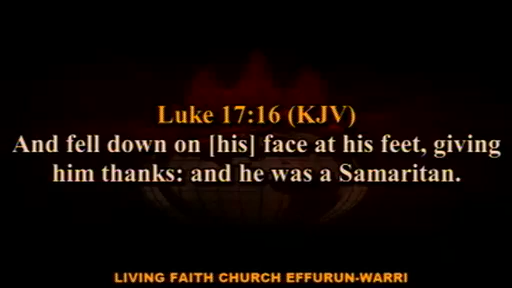 Luke 17:16 (KJV)
And fell down on [his] face at his feet, giving
him thanks: and he was a Samaritan.
LIVING FAITH CHURCH EFFURUN-WARRI